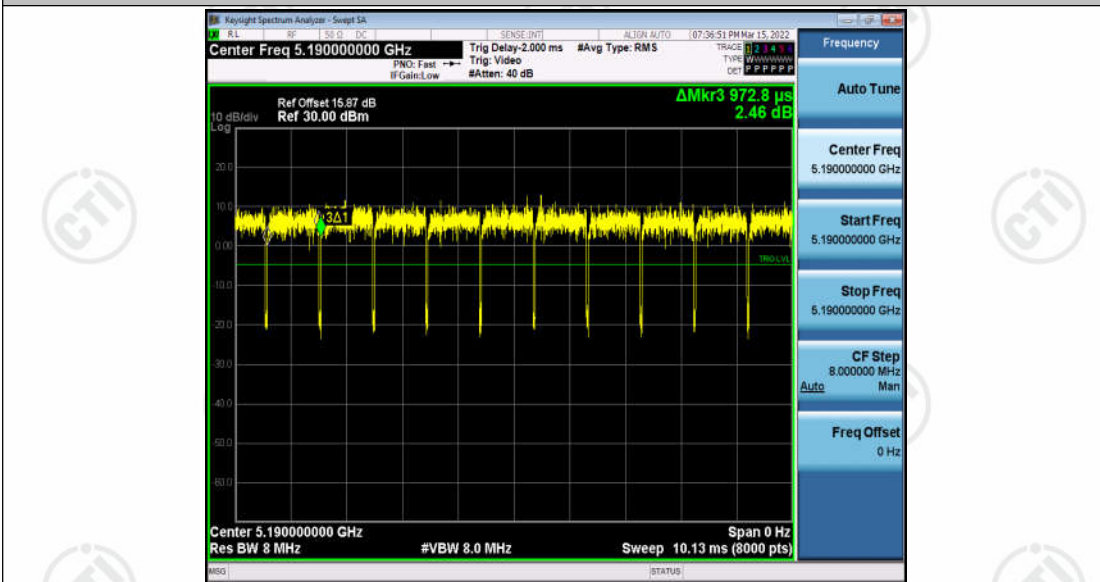 Keysight Spectrum Analyzer - Swept SA
RL RF 50 Ω DC SENSE:INT ALIGN AUTO 07:36:51 PM Mar 15, 2022
Center Freq 5.190000000 GHz
PNO: Fast
IFGain:Low
Trig Delay-2.000 ms
Trig: Video
#Atten: 40 dB
#Avg Type: RMS
TRACE 1 2 3 4 5 6
TYPE WWWWWW
DET P P P P P P
Frequency
ΔMkr3 972.8 µs
2.46 dB
Ref Offset 15.87 dB
10 dB/div Ref 30.00 dBm
Log
20.0
10.0
0.00
-10.0
-20.0
-30.0
-40.0
-50.0
-60.0
3Δ1
TRIG LVL
Center 5.190000000 GHz Span 0 Hz
Res BW 8 MHz #VBW 8.0 MHz Sweep 10.13 ms (8000 pts)
MSG STATUS
Auto Tune
Center Freq
5.190000000 GHz
Start Freq
5.190000000 GHz
Stop Freq
5.190000000 GHz
CF Step
8.000000 MHz
Auto Man
Freq Offset
0 Hz
CTI
CTI